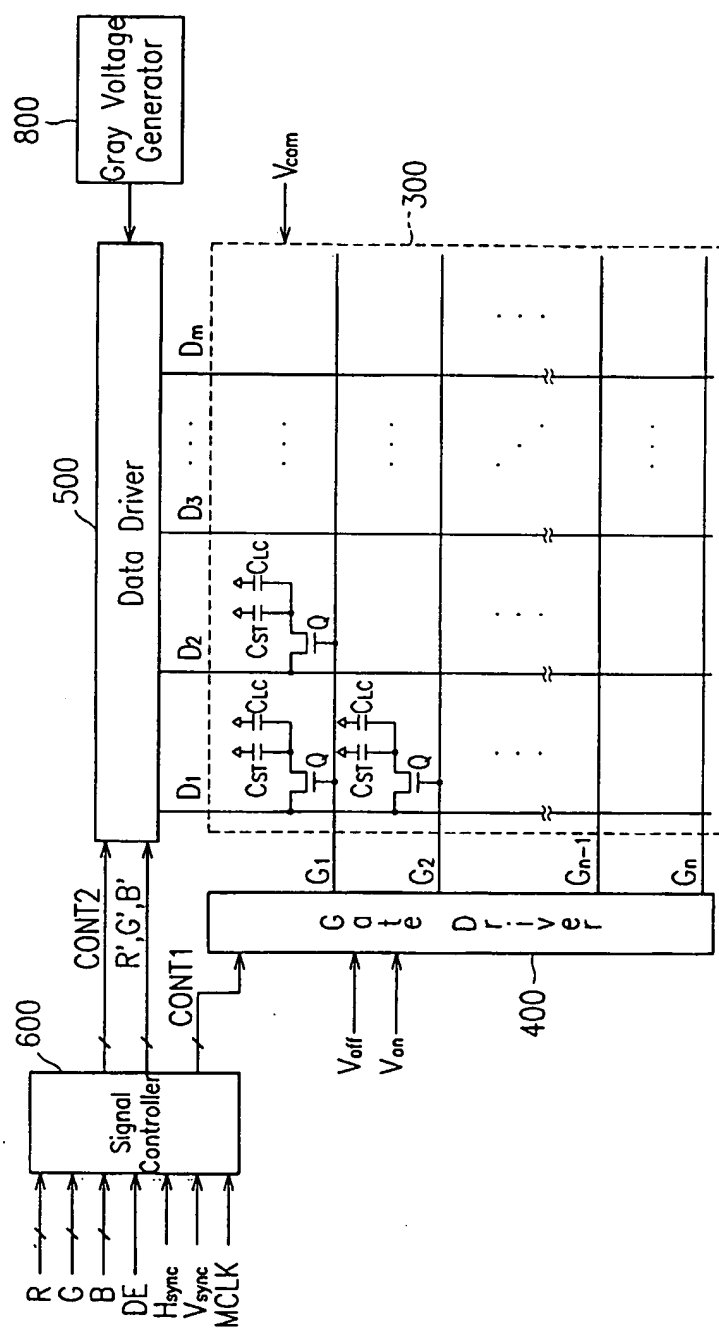 800
Gray Voltage
Generator
500
Data Driver
600
Signal
Controller
R
G
B
DE
Hsync
Vsync
MCLK
CONT2
R',G',B'
CONT1
Voff
Von
Gate Driver
400
Vcom
300
D1 D2 D3 ... Dm
G1
G2
Gn-1
Gn
CST CLC
Q
CST CLC
Q
CST CLC
Q